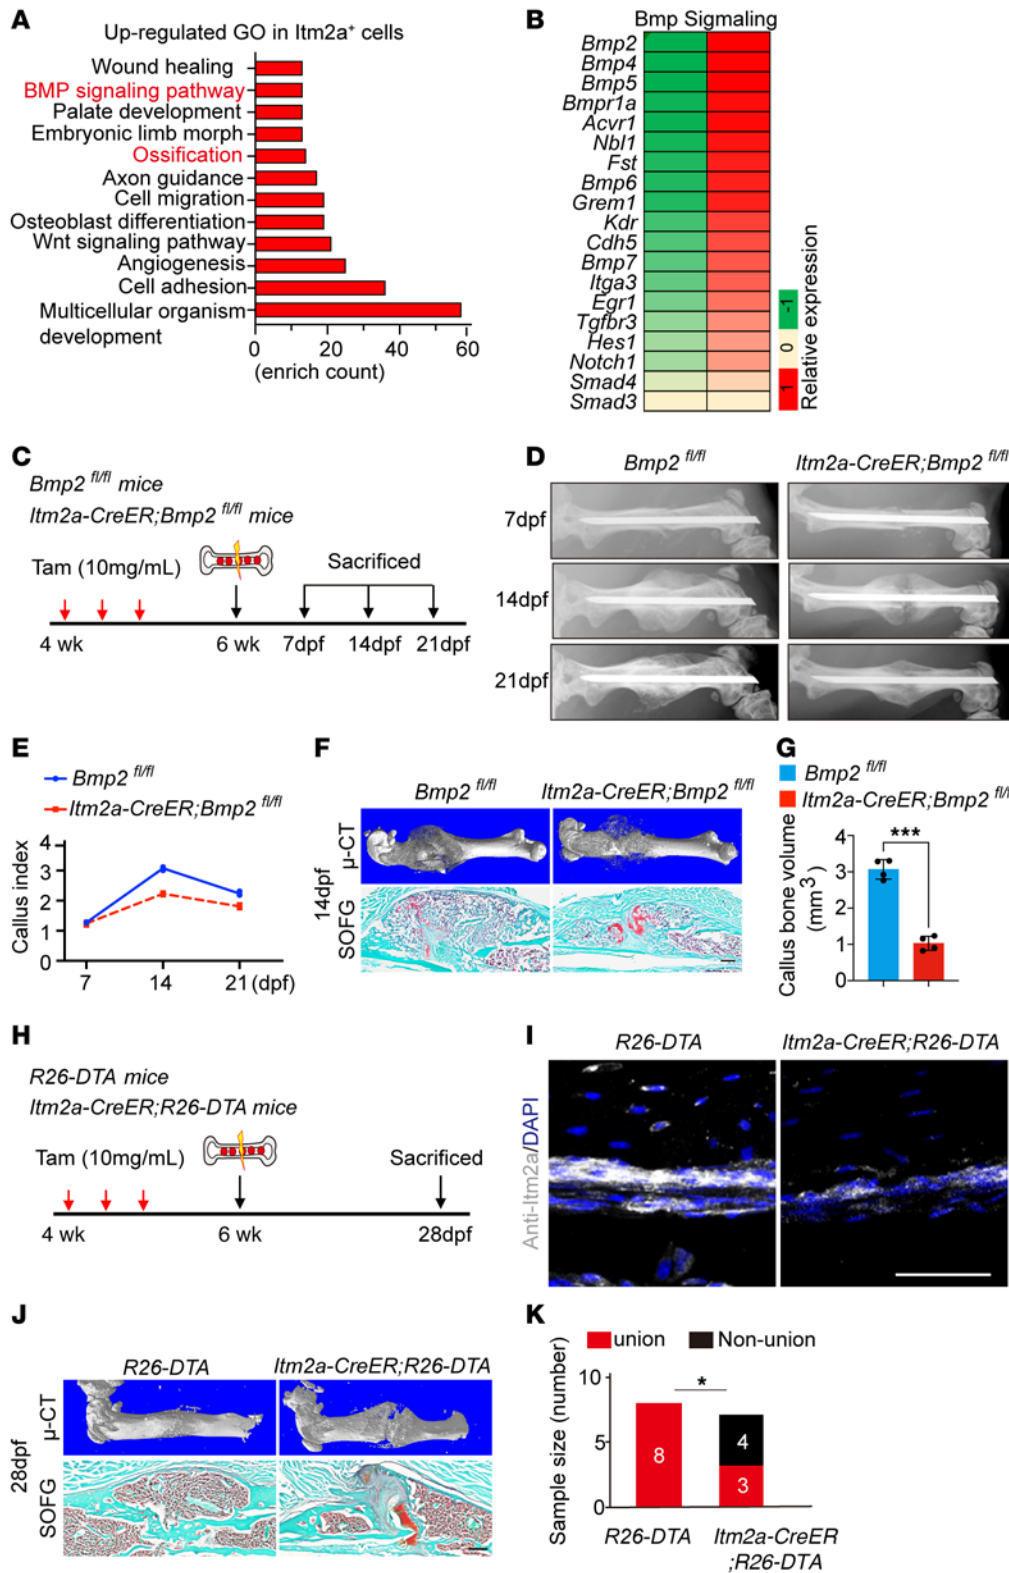 A
Up-regulated GO in Itm2a+ cells
Wound healing
BMP signaling pathway
Palate development
Embryonic limb morph
Ossification
Axon guidance
Cell migration
Osteoblast differentiation
Wnt signaling pathway
Angiogenesis
Cell adhesion
Multicellular organism
development
0 20 40 60
(enrich count)
B
Bmp Sigmaling
Bmp2
Bmp4
Bmp5
Bmpr1a
Acvr1
Nbl1
Fst
Bmp6
Grem1
Kdr
Cdh5
Bmp7
Itga3
Egr1
Tgfbr3
Hes1
Notch1
Smad4
Smad3
-1
0
1
Relative expression
C
Bmp2 fl/fl mice
Itm2a-CreER;Bmp2 fl/fl mice
Tam (10mg/mL)
Sacrificed
4 wk 6 wk 7dpf 14dpf 21dpf
D
Bmp2 fl/fl Itm2a-CreER;Bmp2 fl/fl
7dpf
14dpf
21dpf
E
Bmp2 fl/fl
Itm2a-CreER;Bmp2 fl/fl
Callus index
4
3
2
1
0
7 14 21 (dpf)
F
Bmp2 fl/fl Itm2a-CreER;Bmp2 fl/fl
14dpf
μ-CT
SOFG
G
Bmp2 fl/fl
Itm2a-CreER;Bmp2 fl/fl
Callus bone volume
(mm3)
4
3
2
1
0
***
H
R26-DTA mice
Itm2a-CreER;R26-DTA mice
Tam (10mg/mL)
Sacrificed
4 wk 6 wk 28dpf
I
R26-DTA Itm2a-CreER;R26-DTA
Anti-Itm2a/DAPI
J
R26-DTA Itm2a-CreER;R26-DTA
28dpf
μ-CT
SOFG
K
union Non-union
Sample size (number)
10
5
0
*
8
4
3
R26-DTA Itm2a-CreER
;R26-DTA